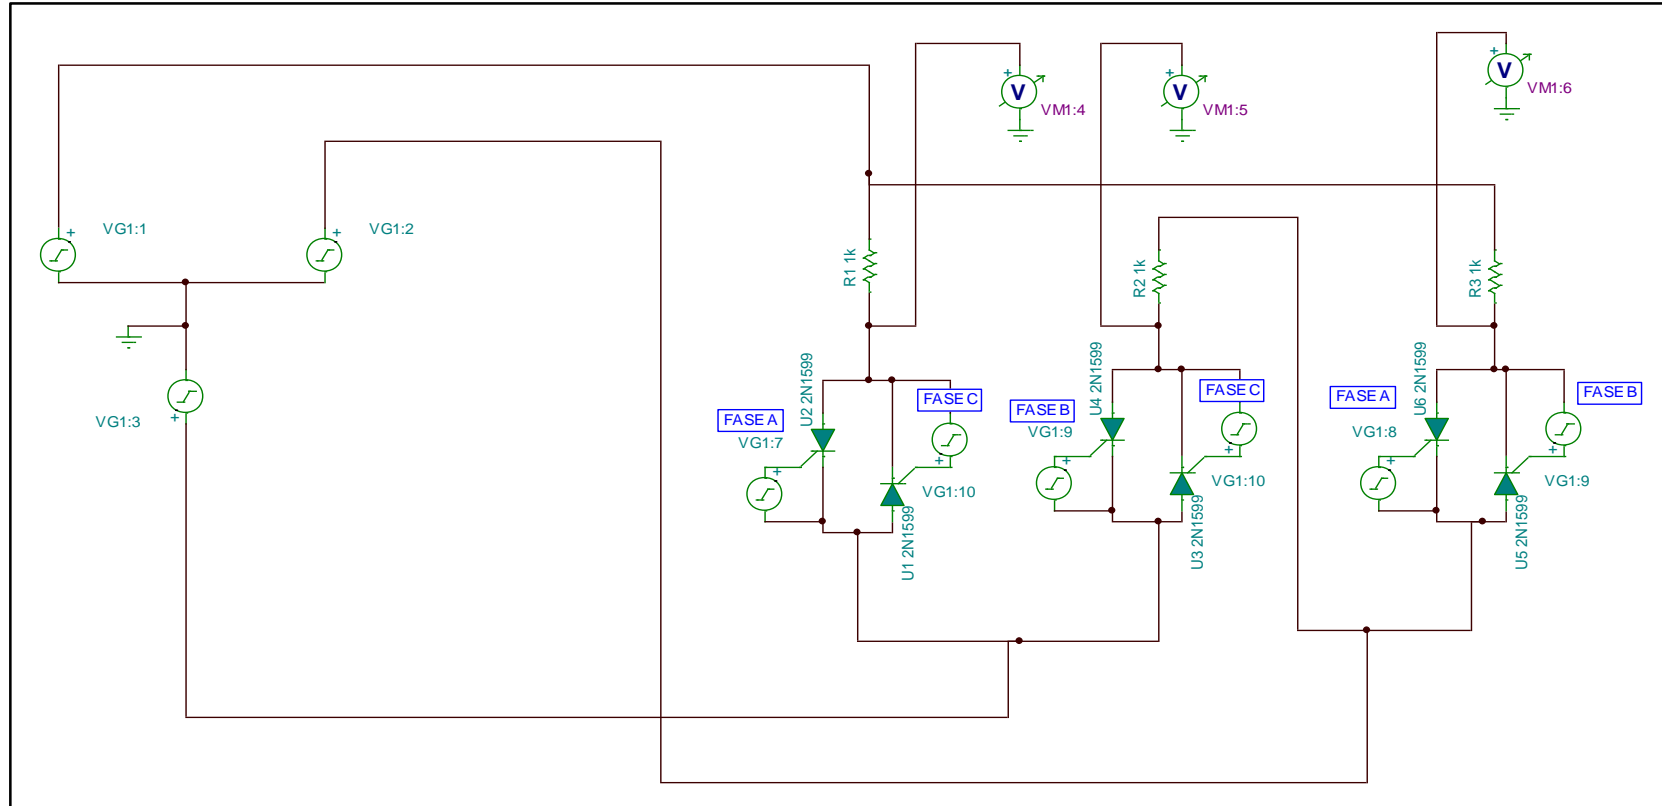 VM1:4
VM1:5
VM1:6
+
V
+
V
+
V
VG1:1
+
VG1:2
+
VG1:3
+
R1 1k
R2 1k
R3 1k
FASE A
VG1:7
+
U2 2N1599
FASE C
+
VG1:10
U1 2N1599
FASE B
VG1:9
+
U4 2N1599
FASE C
+
VG1:10
U3 2N1599
FASE A
VG1:8
+
U6 2N1599
FASE B
+
VG1:9
U5 2N1599